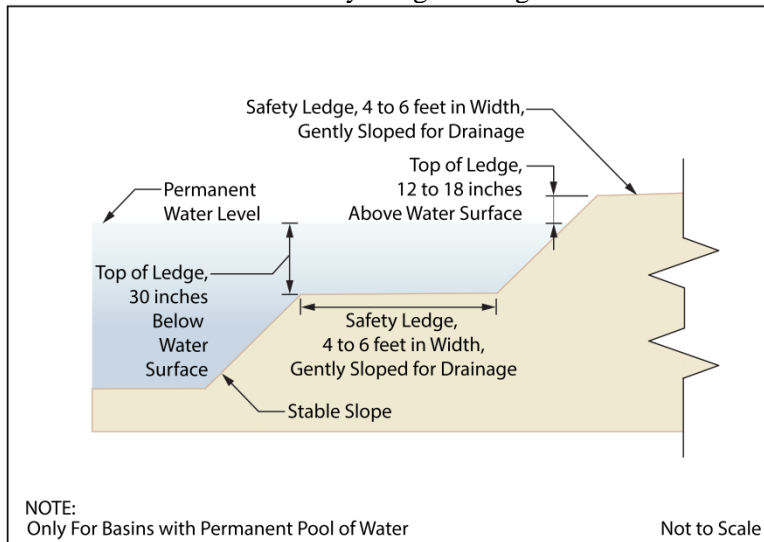 Safety Ledge, 4 to 6 feet in Width,
Gently Sloped for Drainage
Top of Ledge,
12 to 18 inches
Above Water Surface
Permanent
Water Level
Top of Ledge,
30 inches
Below
Water
Surface
Safety Ledge,
4 to 6 feet in Width,
Gently Sloped for Drainage
Stable Slope
NOTE:
Only For Basins with Permanent Pool of Water
Not to Scale